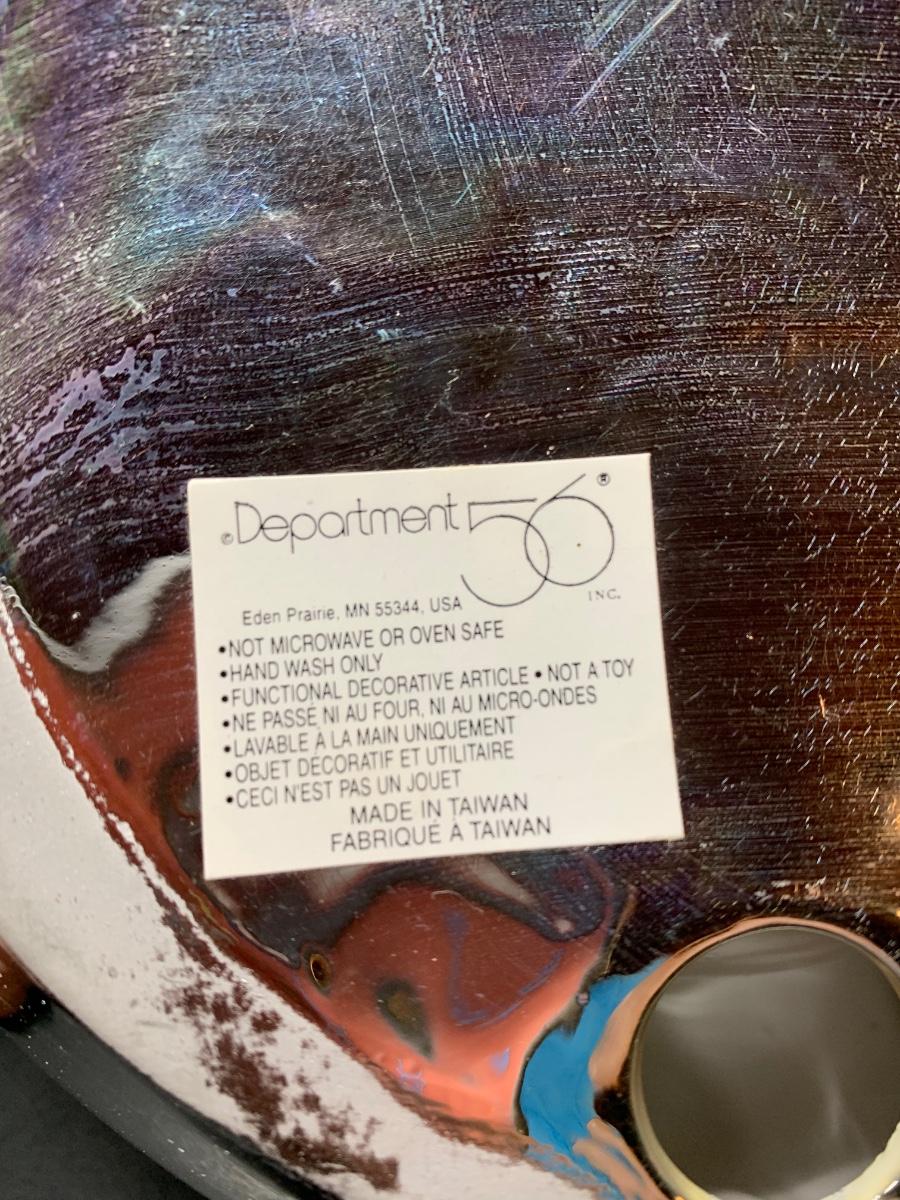 © Department 56 ®
INC.
Eden Prairie, MN 55344, USA
•NOT MICROWAVE OR OVEN SAFE
•HAND WASH ONLY
•FUNCTIONAL DECORATIVE ARTICLE • NOT A TOY
•NE PASSE NI AU FOUR, NI AU MICRO-ONDES
•LAVABLE À LA MAIN UNIQUEMENT
•OBJET DÉCORATIF ET UTILITAIRE
•CECI N'EST PAS UN JOUET
MADE IN TAIWAN
FABRIQUÉ À TAIWAN